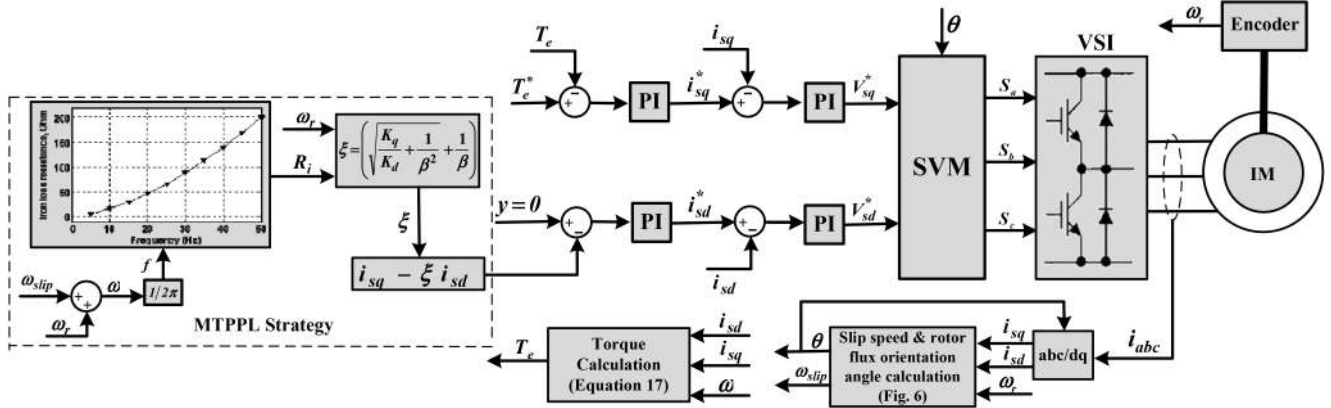 T_e
i_sq
θ
ω_r
Encoder
VSI
T_e^*
PI
i_sq^*
PI
V_sq^*
SVM
S_a
S_b
S_c
IM
Iron loss resistance, Ohm
200
150
100
50
0
0 10 20 30 40 50
Frequency (Hz)
ω_r
R_i
ξ=(√(K_q/K_d + 1/β²) + 1/β)
ξ
i_sq − ξ i_sd
y=0
PI
i_sd^*
PI
V_sd^*
i_sd
f
ω_slip
ω
1/2π
ω_r
MTPPL Strategy
T_e
Torque
Calculation
(Equation 17)
i_sd
i_sq
ω
θ
ω_slip
Slip speed & rotor
flux orientation
angle calculation
(Fig. 6)
i_sq
i_sd
ω_r
abc/dq
i_abc